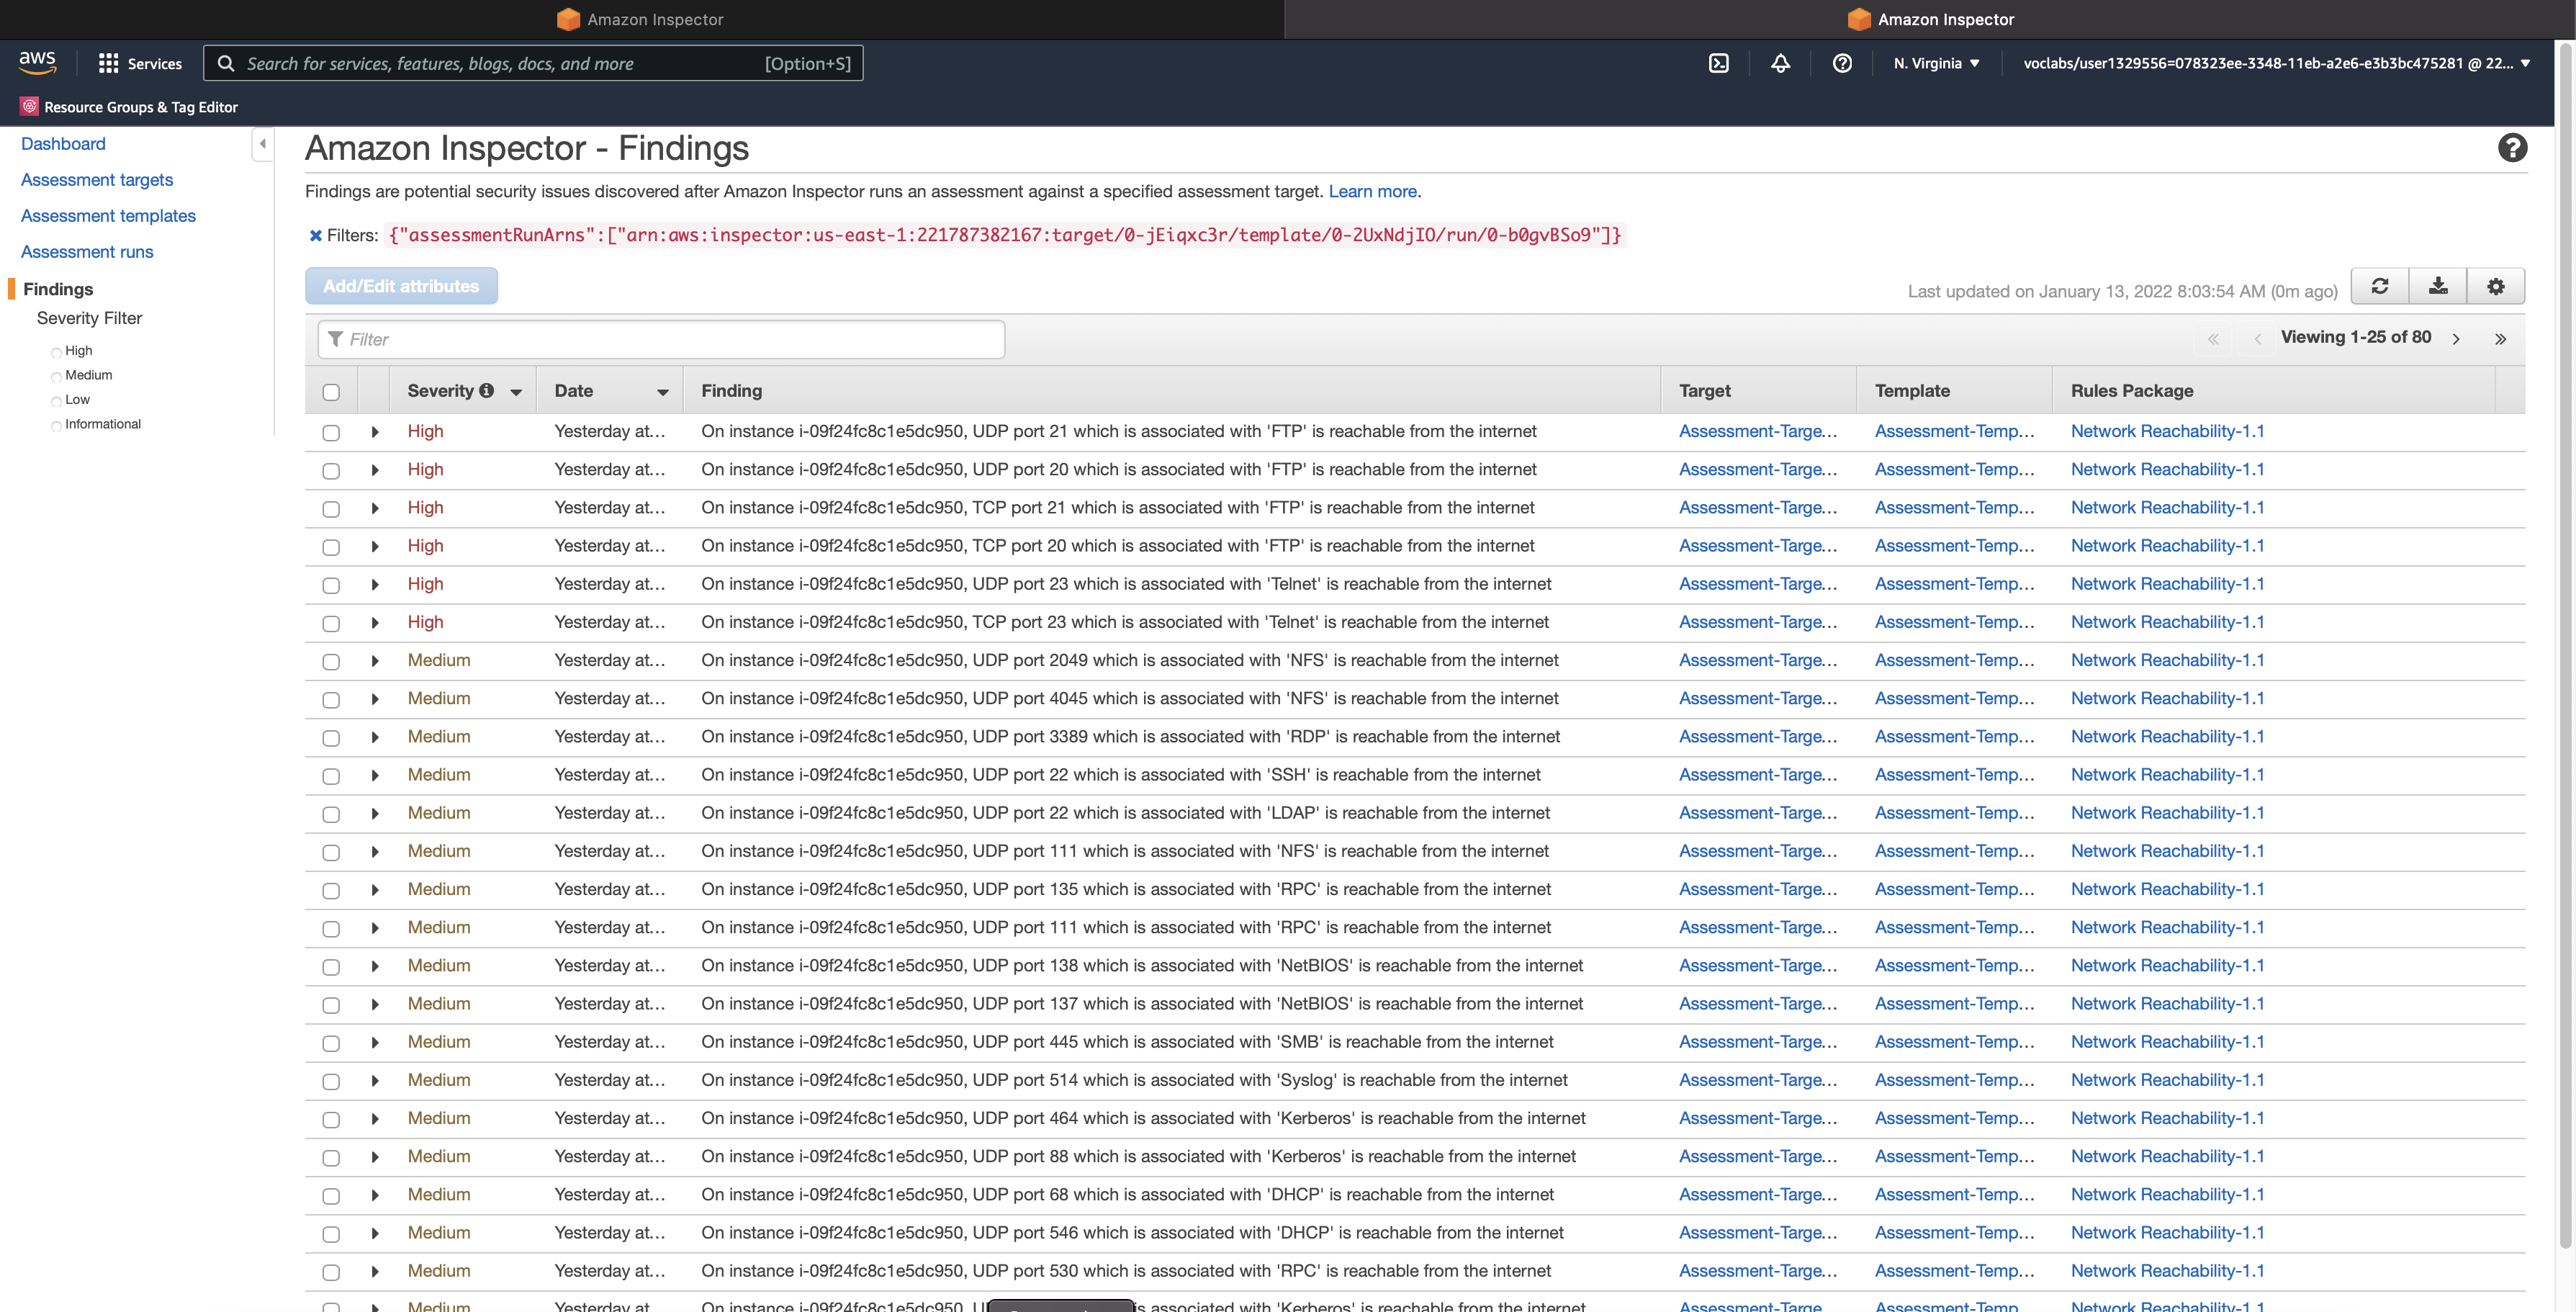 Amazon Inspector
Amazon Inspector
aws
Services
Search for services, features, blogs, docs, and more [Option+S]
N. Virginia
voclabs/user1329556=078323ee-3348-11eb-a2e6-e3b3bc475281 @ 22...
Resource Groups & Tag Editor
Dashboard
Assessment targets
Assessment templates
Assessment runs
Findings
Severity Filter
High
Medium
Low
Informational
Amazon Inspector - Findings
Findings are potential security issues discovered after Amazon Inspector runs an assessment against a specified assessment target. Learn more.
Filters: {"assessmentRunArns":["arn:aws:inspector:us-east-1:221787382167:target/0-jEiqxc3r/template/0-2UxNdjIO/run/0-b0gvBSo9"]}
Add/Edit attributes
Last updated on January 13, 2022 8:03:54 AM (0m ago)
Filter
Viewing 1-25 of 80
Severity Date Finding Target Template Rules Package
High Yesterday at... On instance i-09f24fc8c1e5dc950, UDP port 21 which is associated with 'FTP' is reachable from the internet Assessment-Targe... Assessment-Temp... Network Reachability-1.1
High Yesterday at... On instance i-09f24fc8c1e5dc950, UDP port 20 which is associated with 'FTP' is reachable from the internet Assessment-Targe... Assessment-Temp... Network Reachability-1.1
High Yesterday at... On instance i-09f24fc8c1e5dc950, TCP port 21 which is associated with 'FTP' is reachable from the internet Assessment-Targe... Assessment-Temp... Network Reachability-1.1
High Yesterday at... On instance i-09f24fc8c1e5dc950, TCP port 20 which is associated with 'FTP' is reachable from the internet Assessment-Targe... Assessment-Temp... Network Reachability-1.1
High Yesterday at... On instance i-09f24fc8c1e5dc950, UDP port 23 which is associated with 'Telnet' is reachable from the internet Assessment-Targe... Assessment-Temp... Network Reachability-1.1
High Yesterday at... On instance i-09f24fc8c1e5dc950, TCP port 23 which is associated with 'Telnet' is reachable from the internet Assessment-Targe... Assessment-Temp... Network Reachability-1.1
Medium Yesterday at... On instance i-09f24fc8c1e5dc950, UDP port 2049 which is associated with 'NFS' is reachable from the internet Assessment-Targe... Assessment-Temp... Network Reachability-1.1
Medium Yesterday at... On instance i-09f24fc8c1e5dc950, UDP port 4045 which is associated with 'NFS' is reachable from the internet Assessment-Targe... Assessment-Temp... Network Reachability-1.1
Medium Yesterday at... On instance i-09f24fc8c1e5dc950, UDP port 3389 which is associated with 'RDP' is reachable from the internet Assessment-Targe... Assessment-Temp... Network Reachability-1.1
Medium Yesterday at... On instance i-09f24fc8c1e5dc950, UDP port 22 which is associated with 'SSH' is reachable from the internet Assessment-Targe... Assessment-Temp... Network Reachability-1.1
Medium Yesterday at... On instance i-09f24fc8c1e5dc950, UDP port 22 which is associated with 'LDAP' is reachable from the internet Assessment-Targe... Assessment-Temp... Network Reachability-1.1
Medium Yesterday at... On instance i-09f24fc8c1e5dc950, UDP port 111 which is associated with 'NFS' is reachable from the internet Assessment-Targe... Assessment-Temp... Network Reachability-1.1
Medium Yesterday at... On instance i-09f24fc8c1e5dc950, UDP port 135 which is associated with 'RPC' is reachable from the internet Assessment-Targe... Assessment-Temp... Network Reachability-1.1
Medium Yesterday at... On instance i-09f24fc8c1e5dc950, UDP port 111 which is associated with 'RPC' is reachable from the internet Assessment-Targe... Assessment-Temp... Network Reachability-1.1
Medium Yesterday at... On instance i-09f24fc8c1e5dc950, UDP port 138 which is associated with 'NetBIOS' is reachable from the internet Assessment-Targe... Assessment-Temp... Network Reachability-1.1
Medium Yesterday at... On instance i-09f24fc8c1e5dc950, UDP port 137 which is associated with 'NetBIOS' is reachable from the internet Assessment-Targe... Assessment-Temp... Network Reachability-1.1
Medium Yesterday at... On instance i-09f24fc8c1e5dc950, UDP port 445 which is associated with 'SMB' is reachable from the internet Assessment-Targe... Assessment-Temp... Network Reachability-1.1
Medium Yesterday at... On instance i-09f24fc8c1e5dc950, UDP port 514 which is associated with 'Syslog' is reachable from the internet Assessment-Targe... Assessment-Temp... Network Reachability-1.1
Medium Yesterday at... On instance i-09f24fc8c1e5dc950, UDP port 464 which is associated with 'Kerberos' is reachable from the internet Assessment-Targe... Assessment-Temp... Network Reachability-1.1
Medium Yesterday at... On instance i-09f24fc8c1e5dc950, UDP port 88 which is associated with 'Kerberos' is reachable from the internet Assessment-Targe... Assessment-Temp... Network Reachability-1.1
Medium Yesterday at... On instance i-09f24fc8c1e5dc950, UDP port 68 which is associated with 'DHCP' is reachable from the internet Assessment-Targe... Assessment-Temp... Network Reachability-1.1
Medium Yesterday at... On instance i-09f24fc8c1e5dc950, UDP port 546 which is associated with 'DHCP' is reachable from the internet Assessment-Targe... Assessment-Temp... Network Reachability-1.1
Medium Yesterday at... On instance i-09f24fc8c1e5dc950, UDP port 530 which is associated with 'RPC' is reachable from the internet Assessment-Targe... Assessment-Temp... Network Reachability-1.1
Medium Yesterday at... On instance i-09f24fc8c1e5dc950, is associated with 'Kerberos' is reachable from the internet Assessment-Targe... Assessment-Temp... Network Reachability-1.1